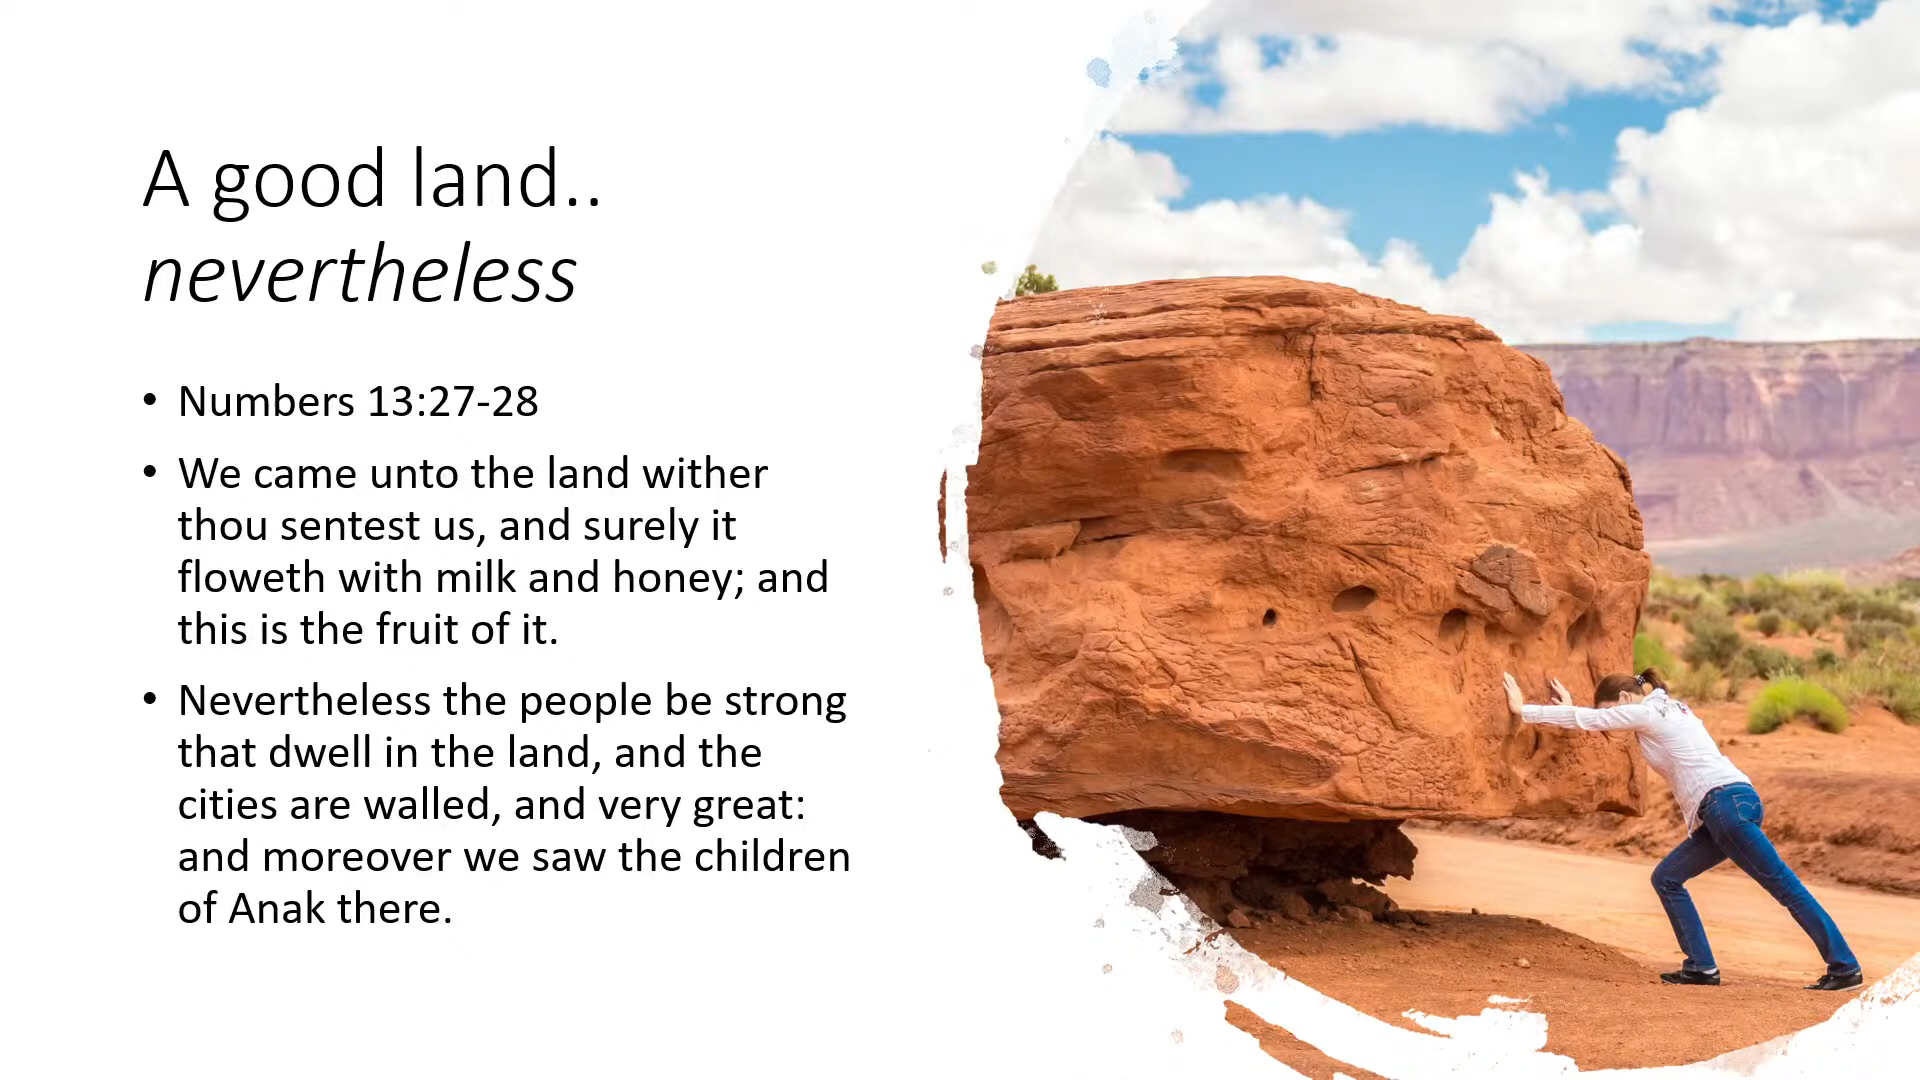 A good land..
nevertheless
• Numbers 13:27-28
• We came unto the land wither
thou sentest us, and surely it
floweth with milk and honey; and
this is the fruit of it.
• Nevertheless the people be strong
that dwell in the land, and the
cities are walled, and very great:
and moreover we saw the children
of Anak there.